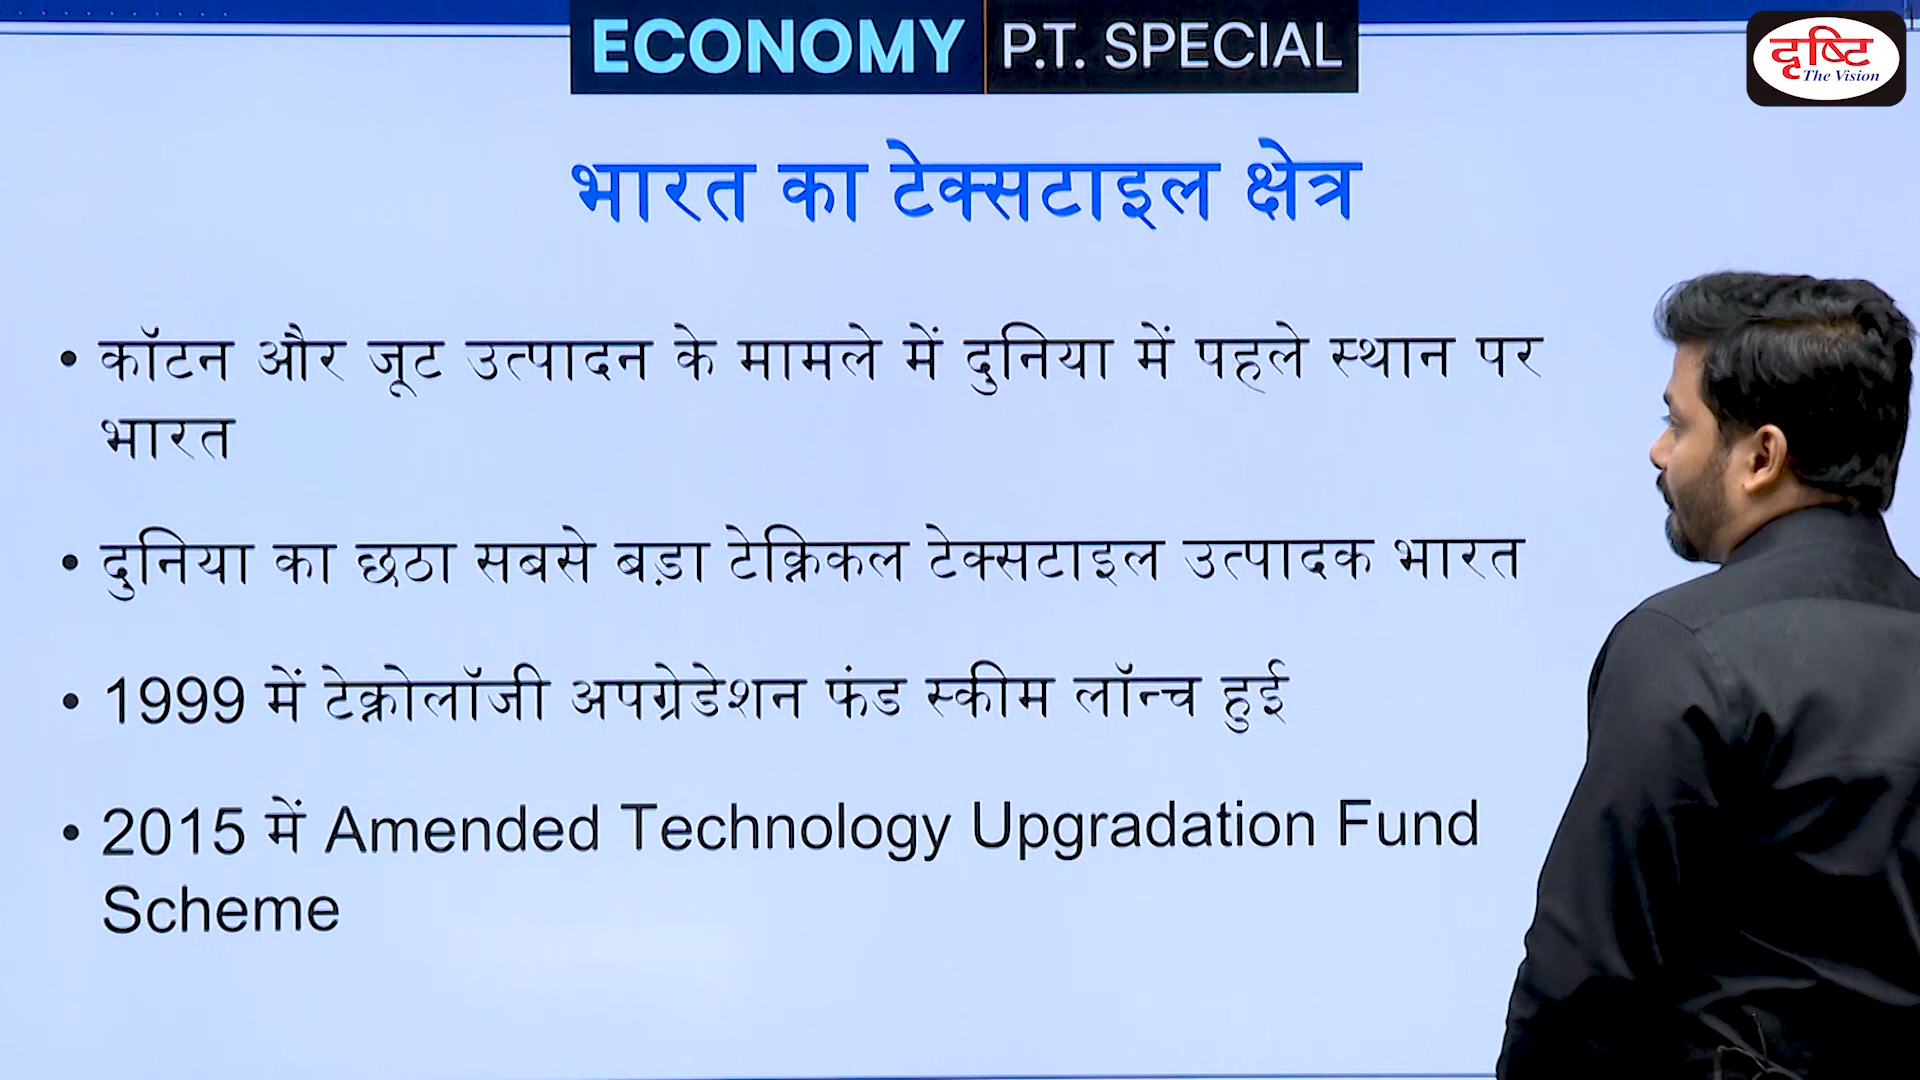 ECONOMY P.T. SPECIAL
दृष्टि
The Vision
भारत का टेक्सटाइल क्षेत्र
• कॉटन और जूट उत्पादन के मामले में दुनिया में पहले स्थान पर
भारत
• दुनिया का छठा सबसे बड़ा टेक्निकल टेक्सटाइल उत्पादक भारत
• 1999 में टेक्नोलॉजी अपग्रेडेशन फंड स्कीम लॉन्च हुई
• 2015 में Amended Technology Upgradation Fund
Scheme